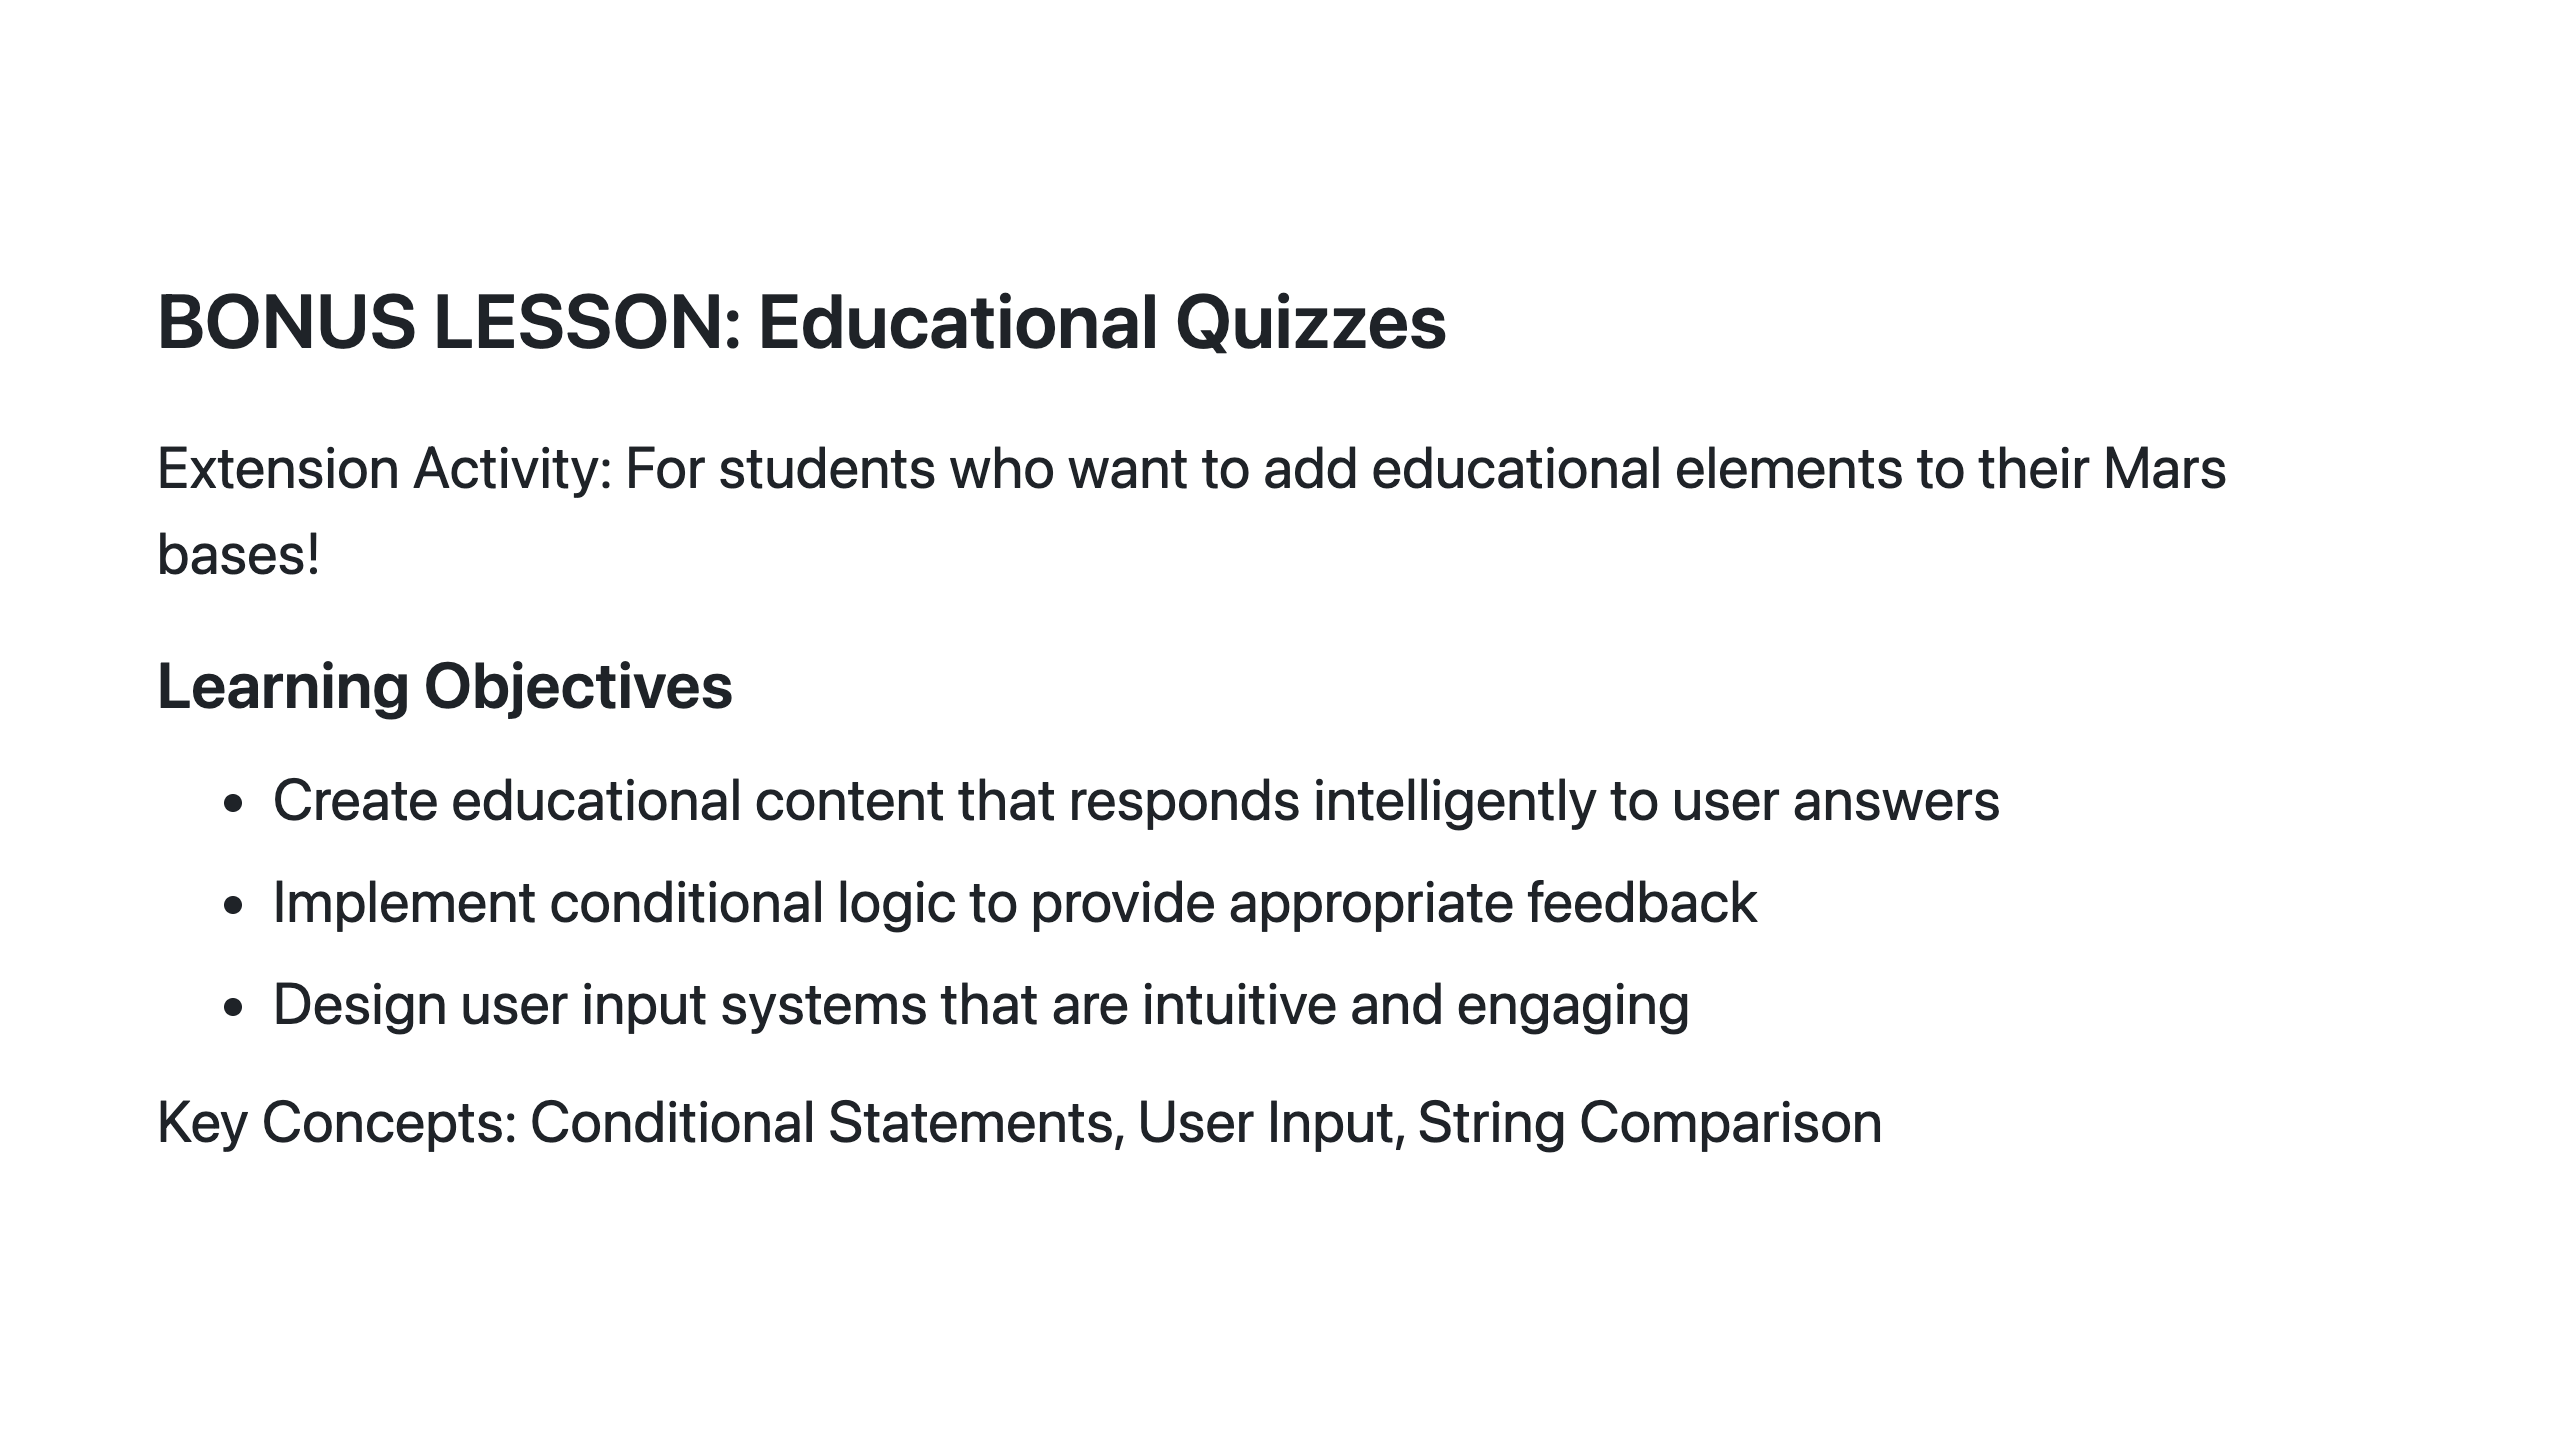 BONUS LESSON: Educational Quizzes
Extension Activity: For students who want to add educational elements to their Mars
bases!
Learning Objectives
• Create educational content that responds intelligently to user answers
• Implement conditional logic to provide appropriate feedback
• Design user input systems that are intuitive and engaging
Key Concepts: Conditional Statements, User Input, String Comparison